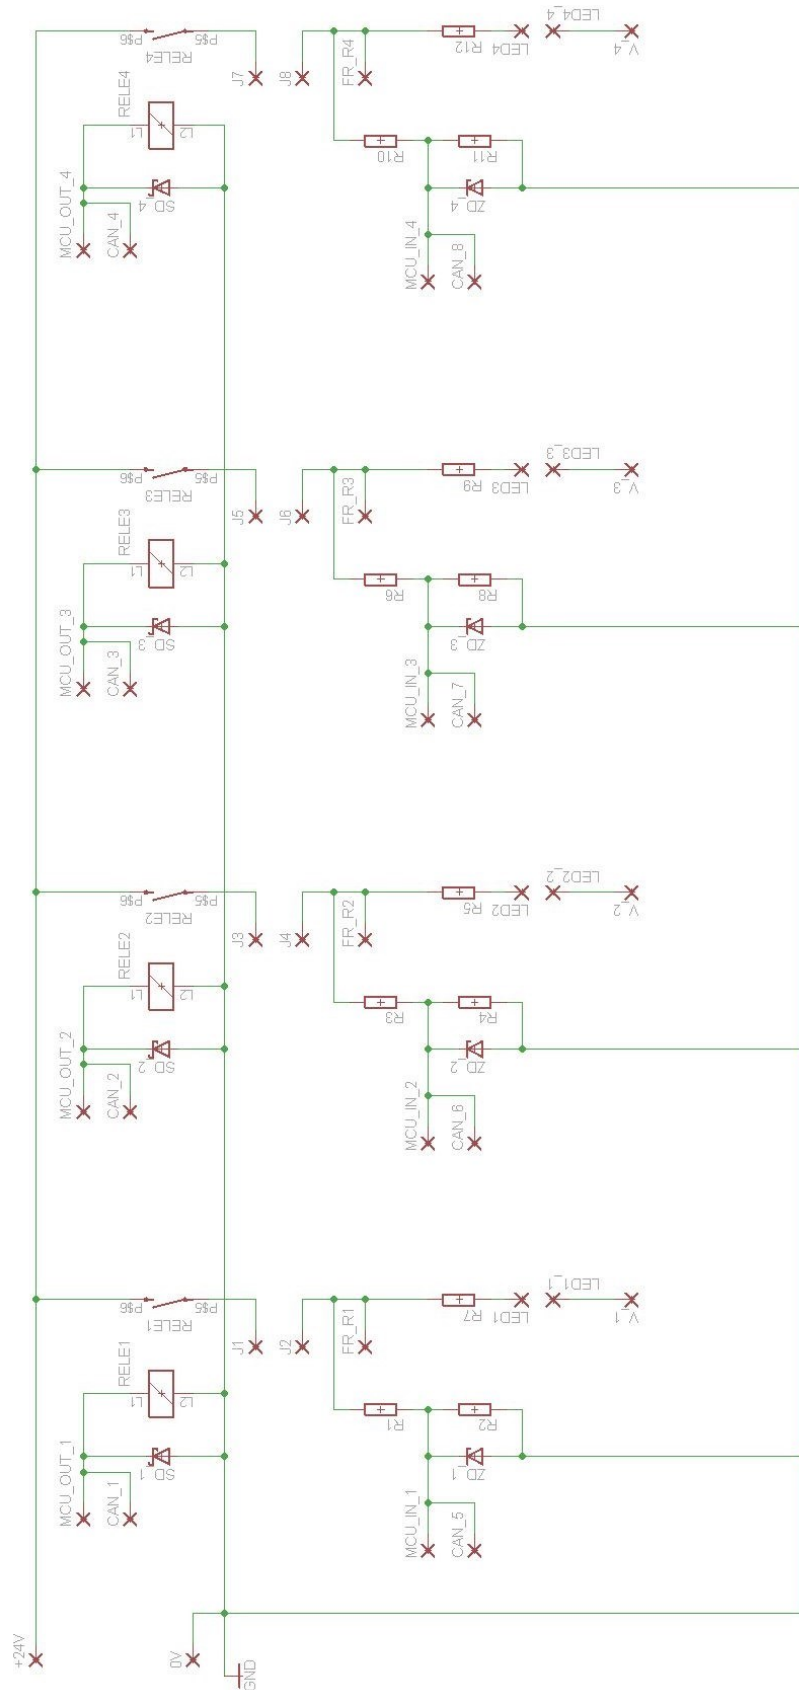 P$6
P$5
RELE4
RELE4
L1
L2
SD_4
MCU_OUT_4
CAN_4
J7
J8
FR_R4
R12
LED4
LED4_4
V_4
R10
R11
ZD_4
MCU_IN_4
CAN_8
P$6
P$5
RELE3
RELE3
L1
L2
SD_3
MCU_OUT_3
CAN_3
J5
J6
FR_R3
R9
LED3
LED3_3
V_3
R6
R8
ZD_3
MCU_IN_3
CAN_7
P$6
P$5
RELE2
RELE2
L1
L2
SD_2
MCU_OUT_2
CAN_2
J3
J4
FR_R2
R5
LED2
LED2_2
V_2
R3
R4
ZD_2
MCU_IN_2
CAN_6
P$6
P$5
RELE1
RELE1
L1
L2
SD_1
MCU_OUT_1
CAN_1
J1
J2
FR_R1
R7
LED1
LED1_1
V_1
R1
R2
ZD_1
MCU_IN_1
CAN_5
+24V
0V
GND